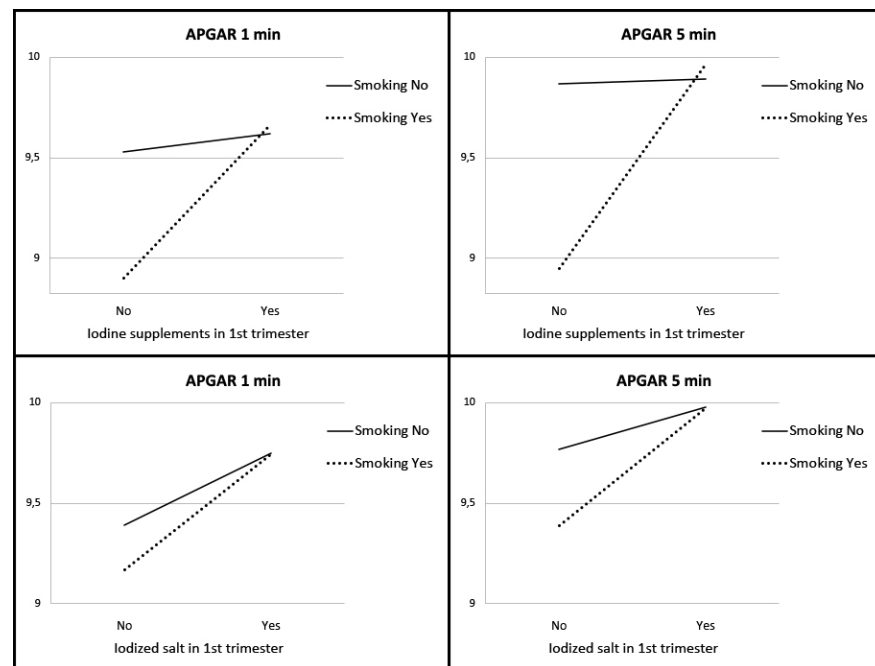 APGAR 1 min
10
Smoking No
Smoking Yes
9,5
9
No Yes
Iodine supplements in 1st trimester
APGAR 5 min
10
Smoking No
Smoking Yes
9,5
9
No Yes
Iodine supplements in 1st trimester
APGAR 1 min
10
Smoking No
Smoking Yes
9,5
9
No Yes
Iodized salt in 1st trimester
APGAR 5 min
10
Smoking No
Smoking Yes
9,5
9
No Yes
Iodized salt in 1st trimester